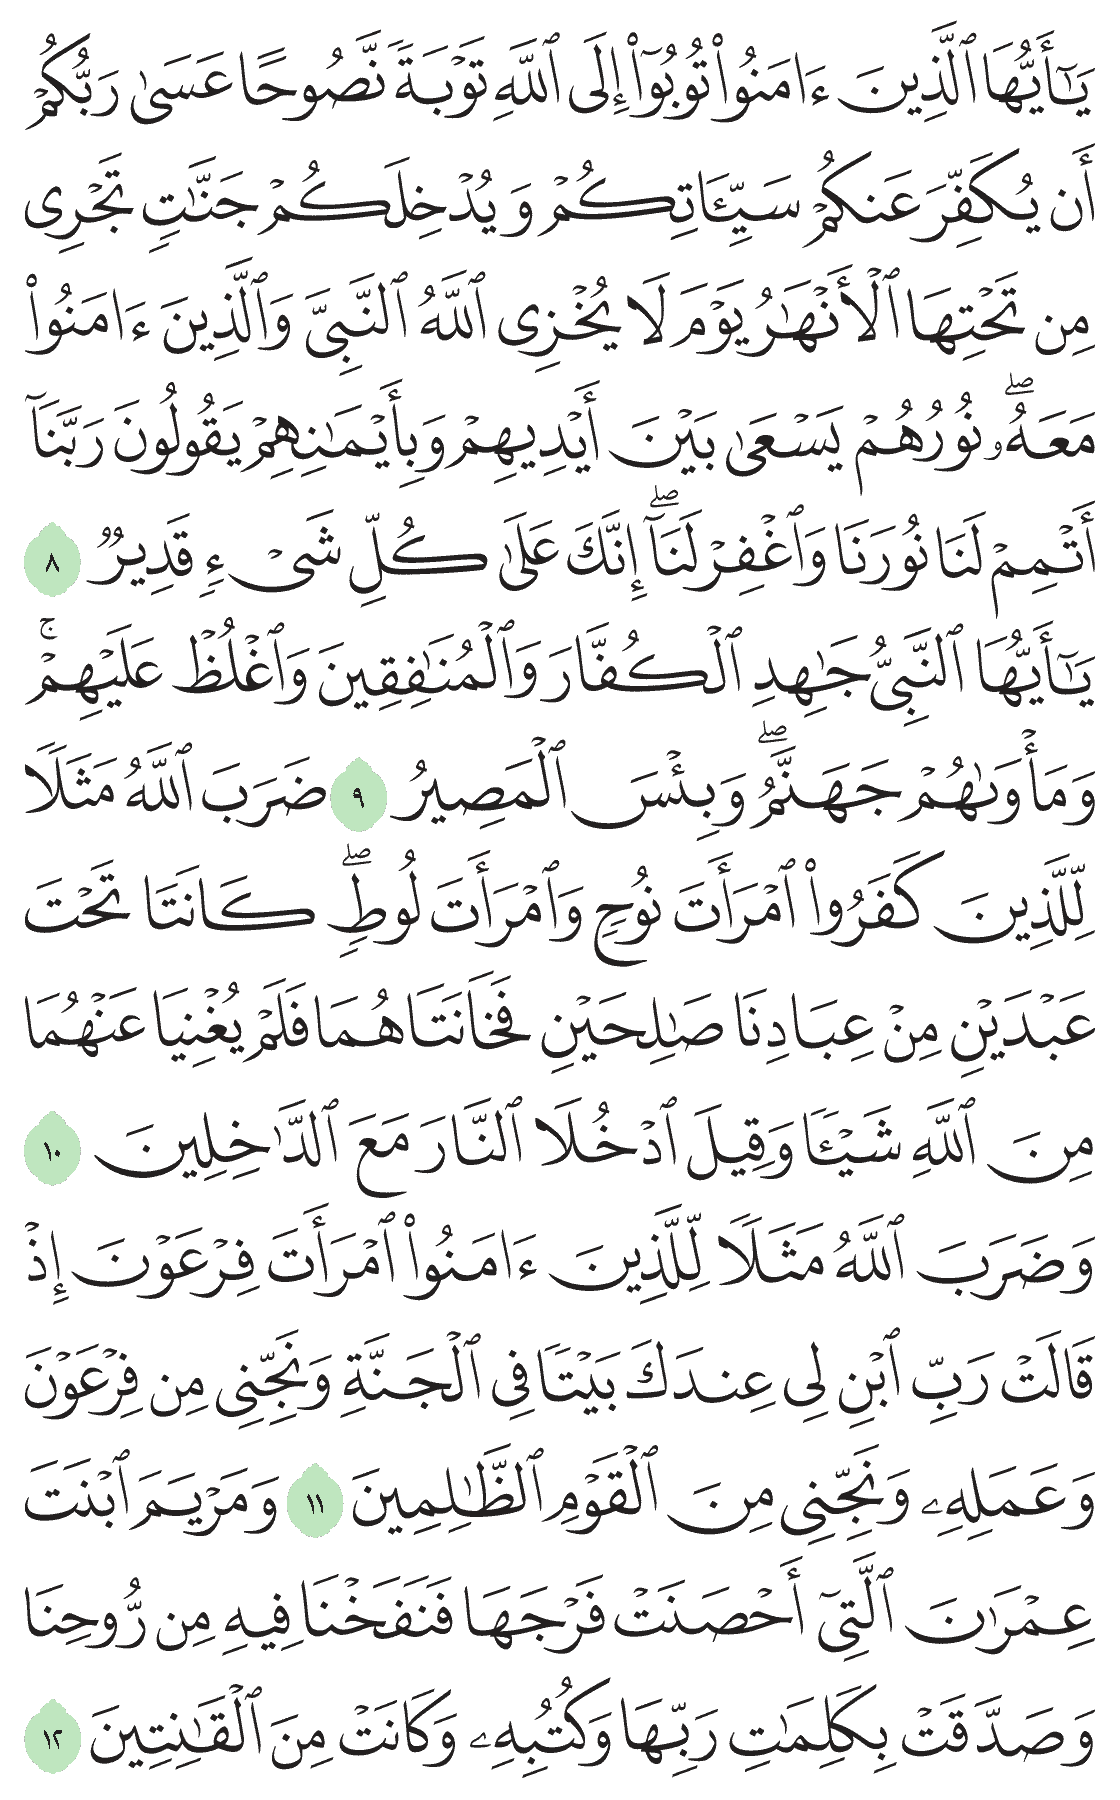 يَٰٓأَيُّهَا ٱلَّذِينَ ءَامَنُوا۟ تُوبُوٓا۟ إِلَى ٱللَّهِ تَوْبَةً نَّصُوحًا عَسَىٰ رَبُّكُمْ
أَن يُكَفِّرَ عَنكُمْ سَيِّـَٔاتِكُمْ وَيُدْخِلَكُمْ جَنَّٰتٍ تَجْرِى
مِن تَحْتِهَا ٱلْأَنْهَٰرُ يَوْمَ لَا يُخْزِى ٱللَّهُ ٱلنَّبِىَّ وَٱلَّذِينَ ءَامَنُوا۟
مَعَهُۥ ۖ نُورُهُمْ يَسْعَىٰ بَيْنَ أَيْدِيهِمْ وَبِأَيْمَٰنِهِمْ يَقُولُونَ رَبَّنَآ
أَتْمِمْ لَنَا نُورَنَا وَٱغْفِرْ لَنَآ ۖ إِنَّكَ عَلَىٰ كُلِّ شَىْءٍ قَدِيرٌ ٨
يَٰٓأَيُّهَا ٱلنَّبِىُّ جَٰهِدِ ٱلْكُفَّارَ وَٱلْمُنَٰفِقِينَ وَٱغْلُظْ عَلَيْهِمْ ۚ
وَمَأْوَىٰهُمْ جَهَنَّمُ ۖ وَبِئْسَ ٱلْمَصِيرُ ٩ ضَرَبَ ٱللَّهُ مَثَلًا
لِّلَّذِينَ كَفَرُوا۟ ٱمْرَأَتَ نُوحٍ وَٱمْرَأَتَ لُوطٍ ۖ كَانَتَا تَحْتَ
عَبْدَيْنِ مِنْ عِبَادِنَا صَٰلِحَيْنِ فَخَانَتَاهُمَا فَلَمْ يُغْنِيَا عَنْهُمَا
مِنَ ٱللَّهِ شَيْـًٔا وَقِيلَ ٱدْخُلَا ٱلنَّارَ مَعَ ٱلدَّٰخِلِينَ ١٠
وَضَرَبَ ٱللَّهُ مَثَلًا لِّلَّذِينَ ءَامَنُوا۟ ٱمْرَأَتَ فِرْعَوْنَ إِذْ
قَالَتْ رَبِّ ٱبْنِ لِى عِندَكَ بَيْتًا فِى ٱلْجَنَّةِ وَنَجِّنِى مِن فِرْعَوْنَ
وَعَمَلِهِۦ وَنَجِّنِى مِنَ ٱلْقَوْمِ ٱلظَّٰلِمِينَ ١١ وَمَرْيَمَ ٱبْنَتَ
عِمْرَٰنَ ٱلَّتِىٓ أَحْصَنَتْ فَرْجَهَا فَنَفَخْنَا فِيهِ مِن رُّوحِنَا
وَصَدَّقَتْ بِكَلِمَٰتِ رَبِّهَا وَكُتُبِهِۦ وَكَانَتْ مِنَ ٱلْقَٰنِتِينَ ١٢